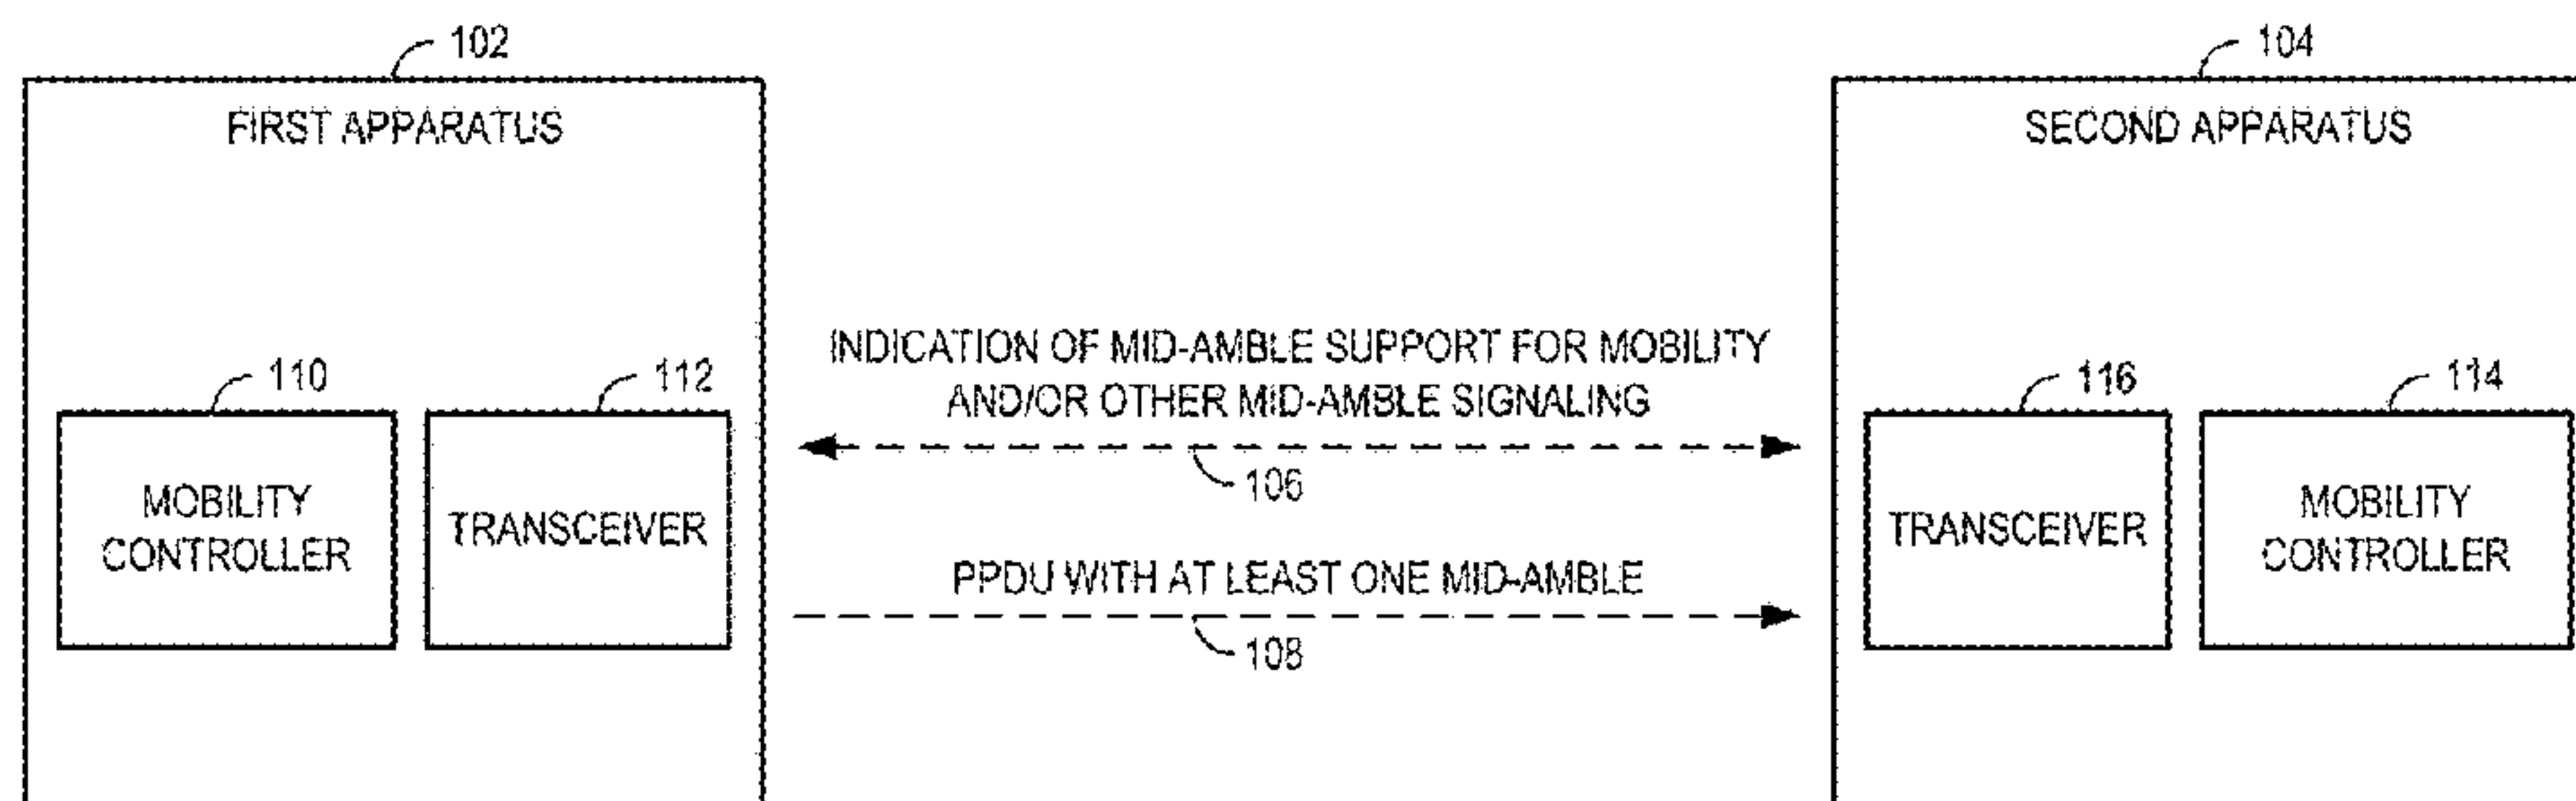 102
104
FIRST APPARATUS
SECOND APPARATUS
INDICATION OF MID-AMBLE SUPPORT FOR MOBILITY
AND/OR OTHER MID-AMBLE SIGNALING
110
112
116
114
106
MOBILITY
CONTROLLER
TRANSCEIVER
TRANSCEIVER
MOBILITY
CONTROLLER
PPDU WITH AT LEAST ONE MID-AMBLE
108